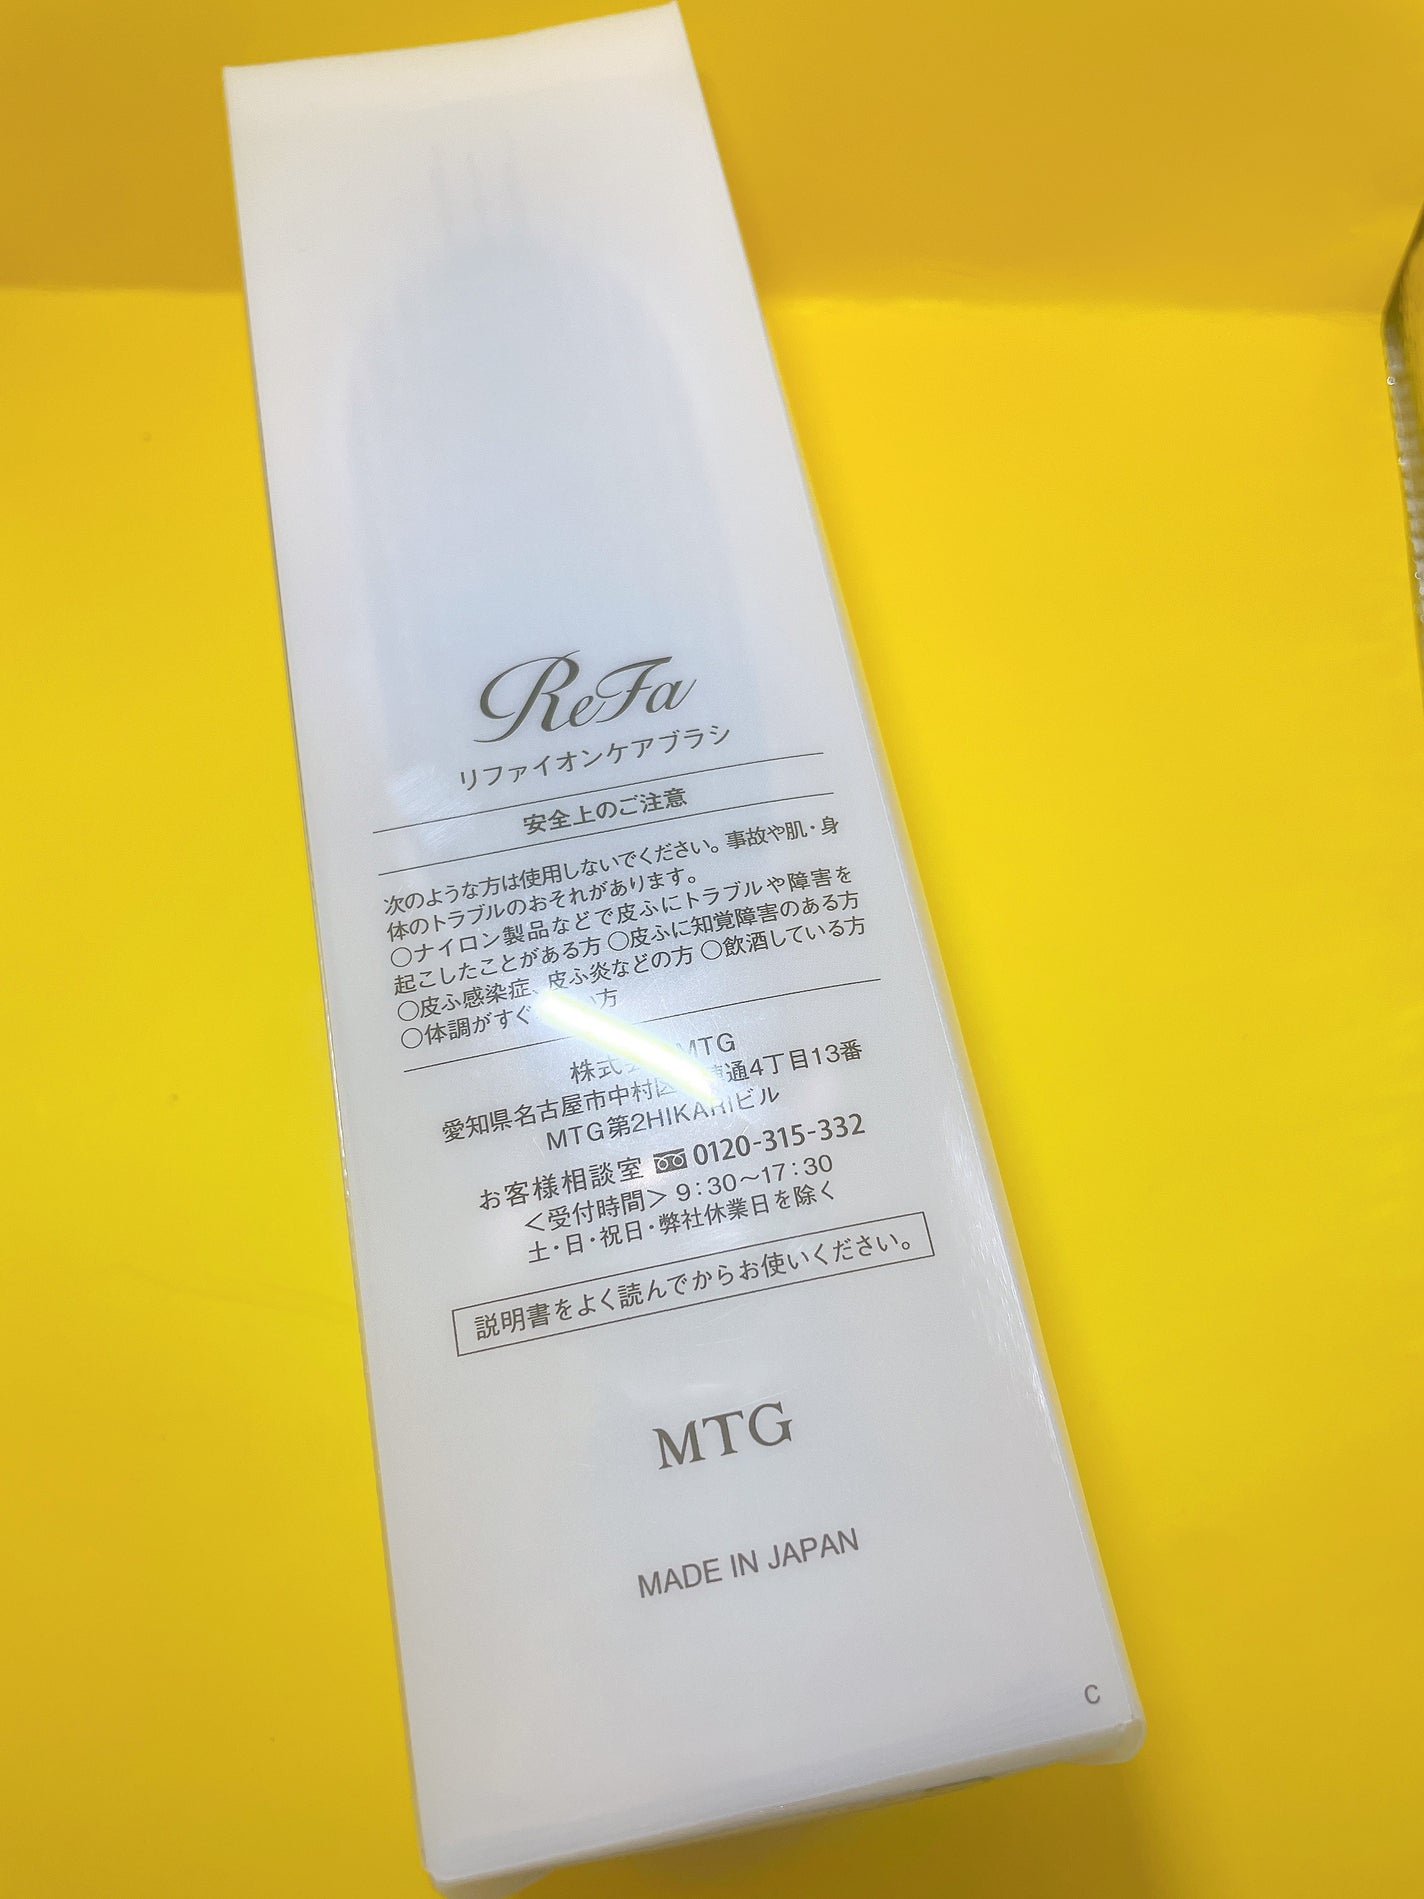 ReFa
リファイオンケアブラシ
安全上のご注意
次のような方は使用しないでください。事故や肌・身
体のトラブルのおそれがあります。
○ナイロン製品などで皮ふにトラブルや障害を
起こしたことがある方 ○皮ふに知覚障害のある方
○皮ふ感染症、皮ふ炎などの方 ○飲酒している方
○体調がすぐ い方
株式 MTG
愛知県名古屋市中村区 通4丁目13番
MTG第2HIKARIビル
お客様相談室 0120-315-332
＜受付時間＞ 9:30〜17:30
土・日・祝日・弊社休業日を除く
説明書をよく読んでからお使いください。
MTG
MADE IN JAPAN
C